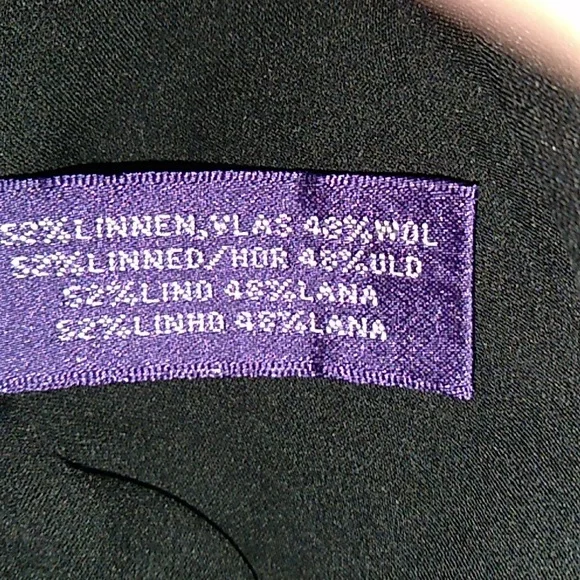 52%LINNEN,VLAS 48%WOL
52%LINNED/HØR 48%ULD
52%LINO 48%LANA
52%LINHO 48%LANA